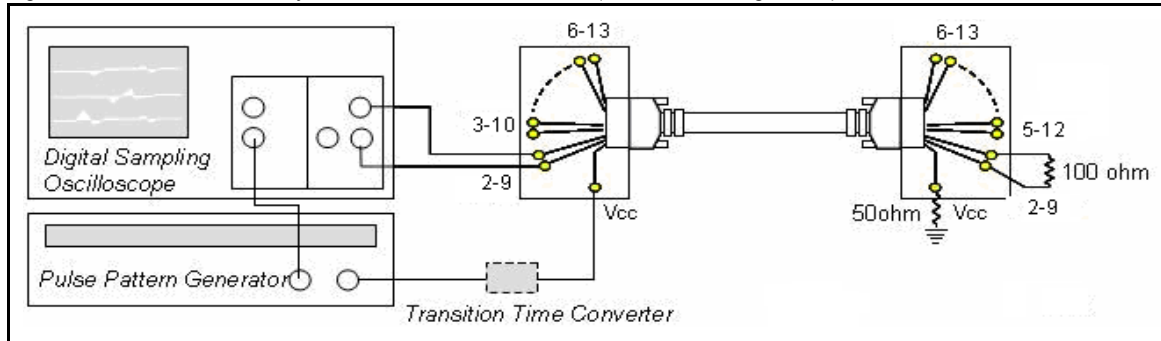 6-13
6-13
3-10
5-12
Digital Sampling
Oscilloscope
100 ohm
2-9
2-9
Vcc
50ohm
Vcc
Pulse Pattern Generator
Transition Time Converter